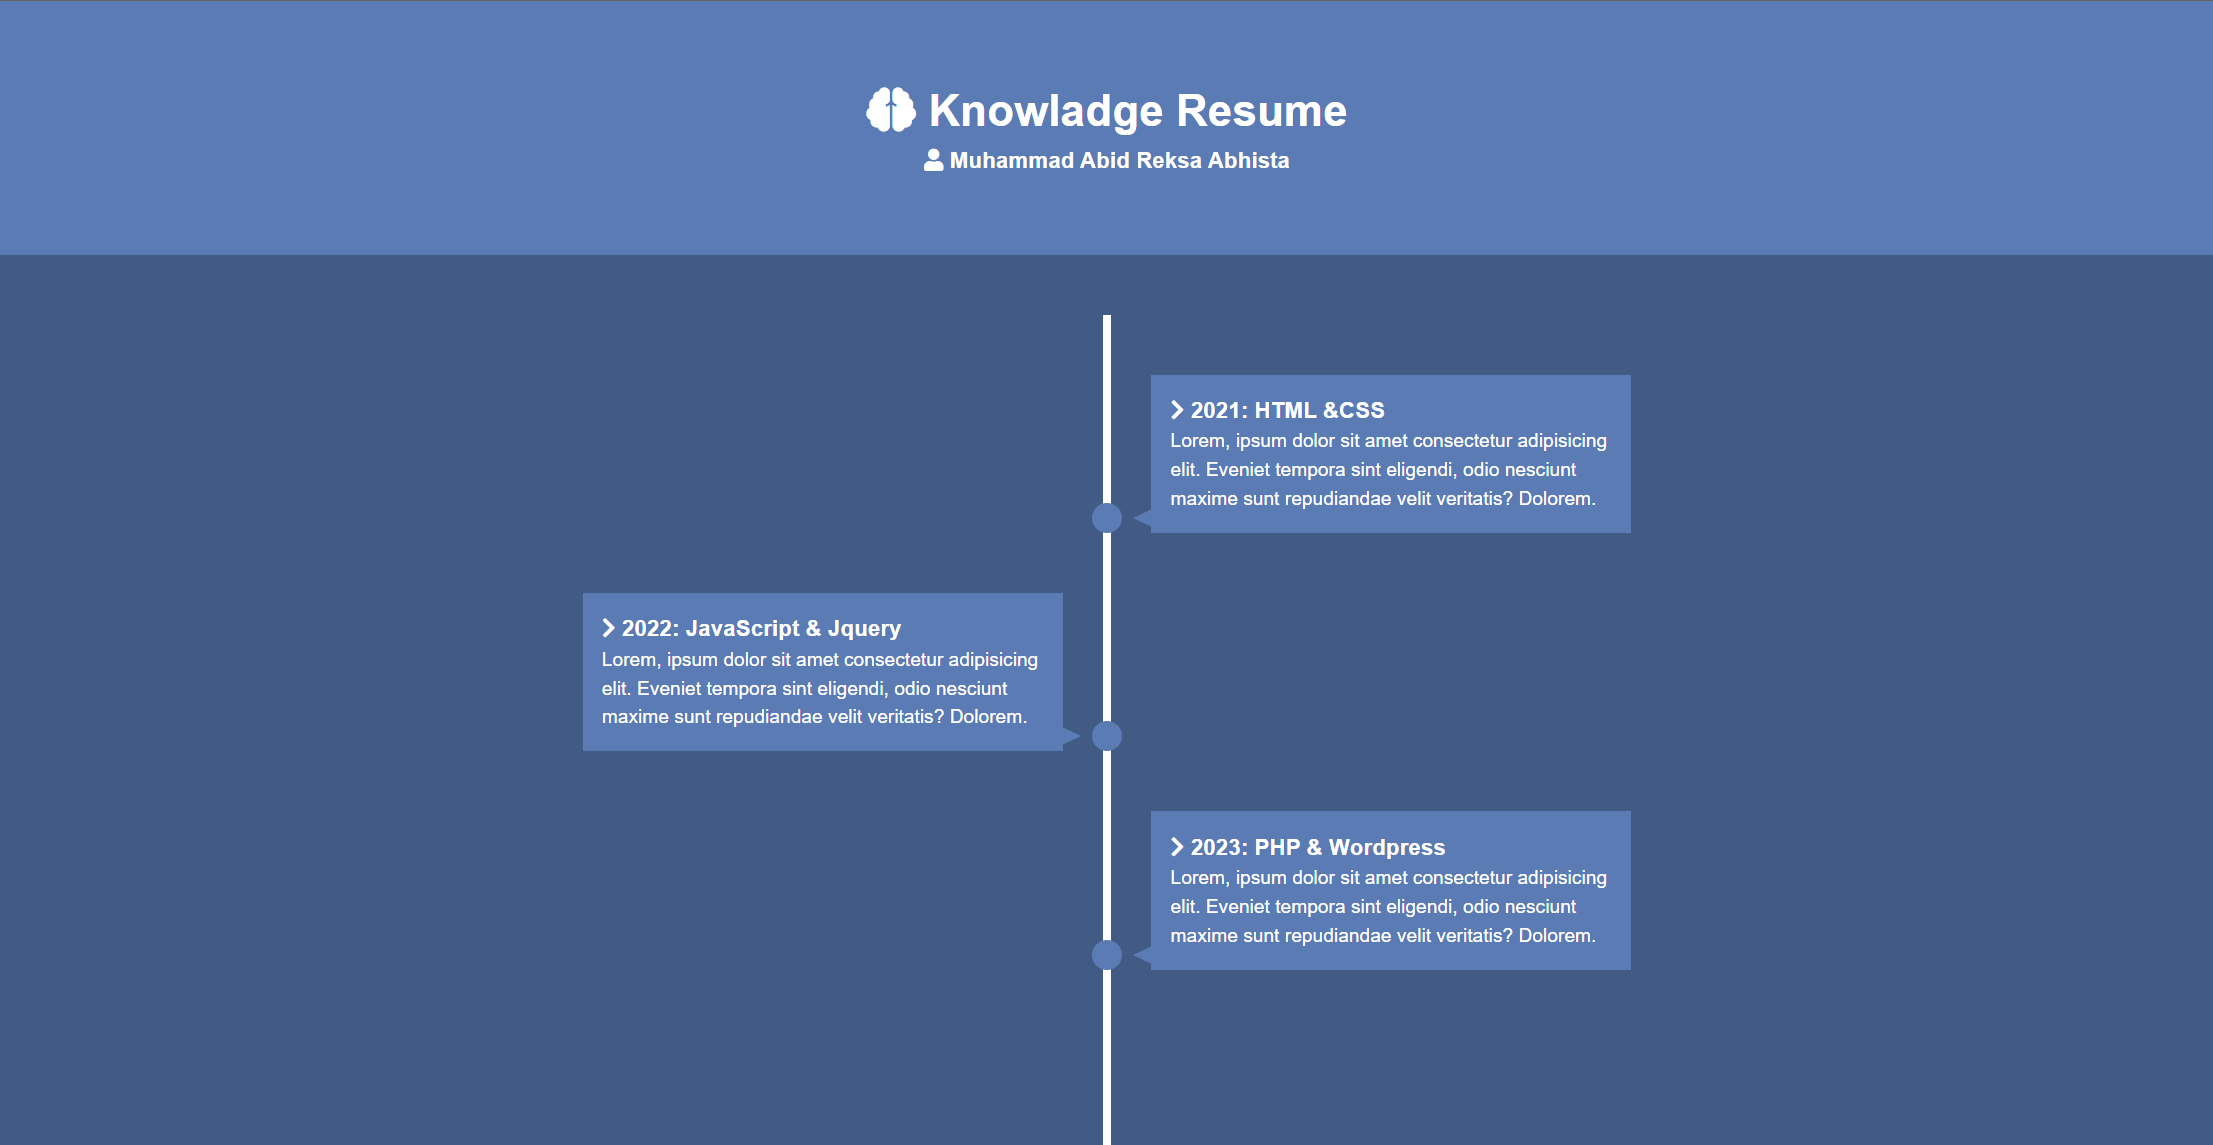 Knowladge Resume
Muhammad Abid Reksa Abhista
2021: HTML &CSS
Lorem, ipsum dolor sit amet consectetur adipisicing
elit. Eveniet tempora sint eligendi, odio nesciunt
maxime sunt repudiandae velit veritatis? Dolorem.
2022: JavaScript & Jquery
Lorem, ipsum dolor sit amet consectetur adipisicing
elit. Eveniet tempora sint eligendi, odio nesciunt
maxime sunt repudiandae velit veritatis? Dolorem.
2023: PHP & Wordpress
Lorem, ipsum dolor sit amet consectetur adipisicing
elit. Eveniet tempora sint eligendi, odio nesciunt
maxime sunt repudiandae velit veritatis? Dolorem.